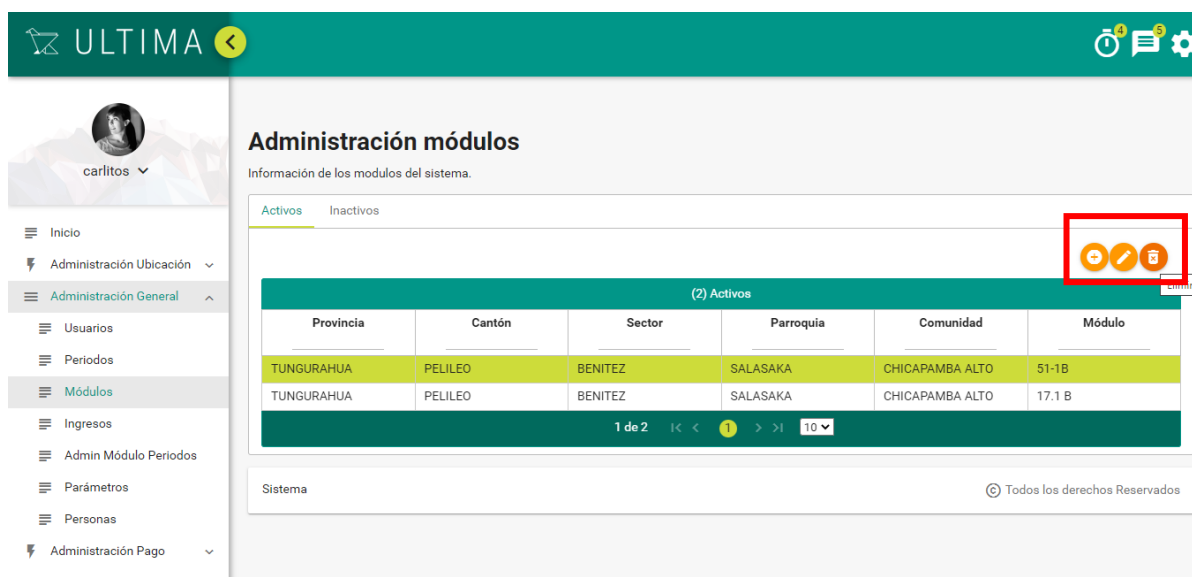 ULTIMA
4
5
carlitos
Administración módulos
Información de los modulos del sistema.
Activos Inactivos
Inicio
Administración Ubicación
Administración General
Usuarios
Periodos
Módulos
Ingresos
Admin Módulo Periodos
Parámetros
Personas
Administración Pago
(2) Activos
Provincia Cantón Sector Parroquia Comunidad Módulo
TUNGURAHUA PELILEO BENITEZ SALASAKA CHICAPAMBA ALTO 51-1B
TUNGURAHUA PELILEO BENITEZ SALASAKA CHICAPAMBA ALTO 17.1 B
1 de 2 1 10
Sistema © Todos los derechos Reservados